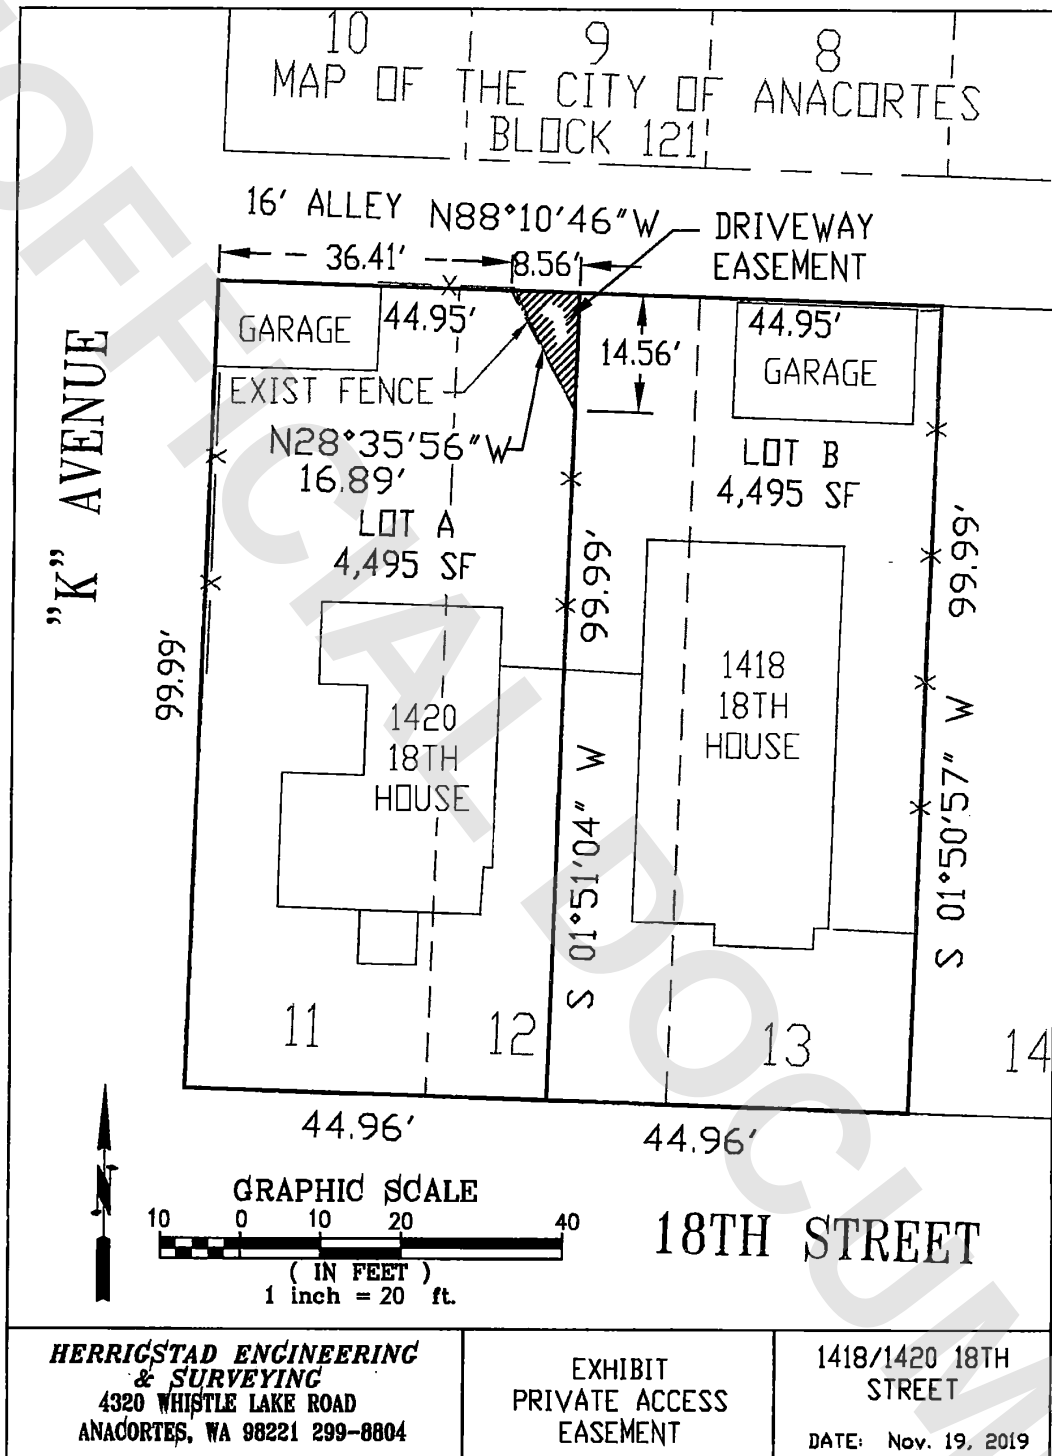 10
9
8
MAP OF THE CITY OF ANACORTES
BLOCK 121
16' ALLEY
N88°10'46"W
DRIVEWAY
EASEMENT
36.41'
8.56'
GARAGE
44.95'
14.56'
44.95'
GARAGE
EXIST FENCE
N28°35'56"W
16.89'
LOT A
4,495 SF
LOT B
4,495 SF
"K" AVENUE
99.99'
99.99'
99.99'
1420
18TH
HOUSE
1418
18TH
HOUSE
S 01°51'04" W
S 01°50'57" W
11
12
13
14
44.96'
44.96'
N
GRAPHIC SCALE
10 0 10 20 40
( IN FEET )
1 inch = 20 ft.
18TH STREET
HERRIGSTAD ENGINEERING
& SURVEYING
4320 WHISTLE LAKE ROAD
ANACORTES, WA 98221 299-8804
EXHIBIT
PRIVATE ACCESS
EASEMENT
1418/1420 18TH
STREET
DATE: Nov. 19, 2019
OFFICIAL DOCUM